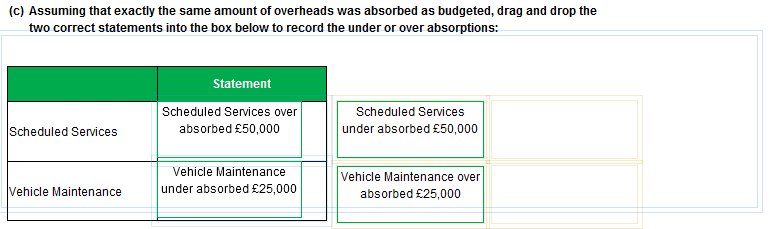 (c) Assuming that exactly the same amount of overheads was absorbed as budgeted, drag and drop the
two correct statements into the box below to record the under or over absorptions:
Statement
Scheduled Services
Scheduled Services over
absorbed £50,000
Scheduled Services
under absorbed £50,000
Vehicle Maintenance
Vehicle Maintenance
under absorbed £25,000
Vehicle Maintenance over
absorbed £25,000